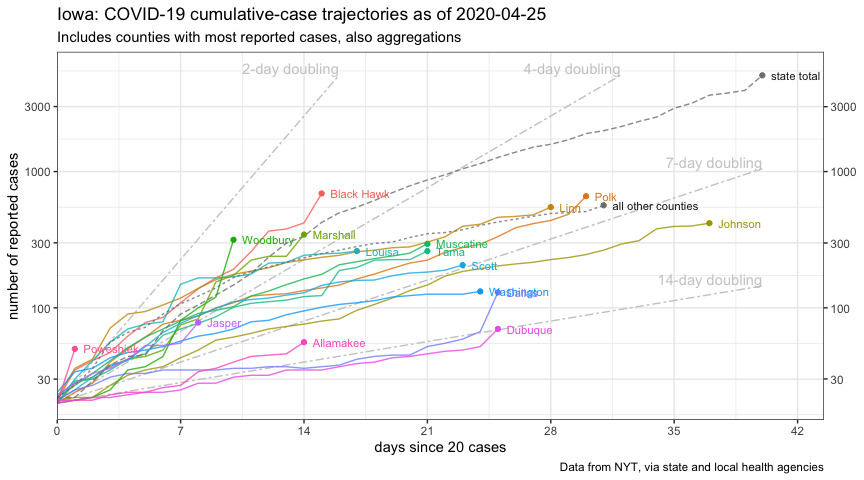 Iowa: COVID-19 cumulative-case trajectories as of 2020-04-25
Includes counties with most reported cases, also aggregations
2-day doubling
4-day doubling
state total
3000
3000
1000
1000
7-day doubling
Black Hawk
Polk
Linn
all other counties
Johnson
Woodbury
Marshall
Muscatine
300
300
Louisa
Tama
Scott
14-day doubling
Washington
Dallas
100
100
Jasper
Dubuque
Poweshiek
Allamakee
30
30
number of reported cases
0
7
14
21
28
35
42
days since 20 cases
Data from NYT, via state and local health agencies